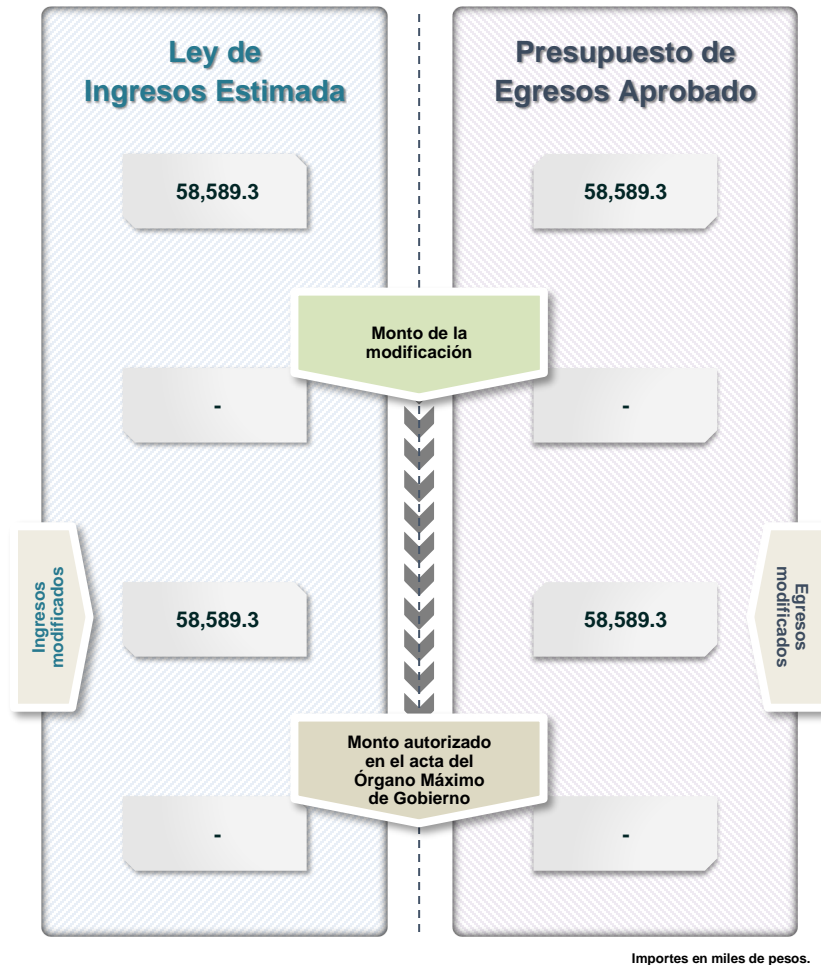 Ley de
Ingresos Estimada
Presupuesto de
Egresos Aprobado
58,589.3
58,589.3
Monto de la
modificación
-
-
Ingresos
modificados
58,589.3
58,589.3
Egresos
modificados
Monto autorizado
en el acta del
Órgano Máximo
de Gobierno
-
-
Importes en miles de pesos.